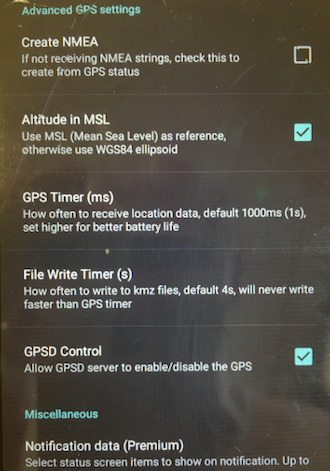 Advanced GPS settings
Create NMEA
If not receiving NMEA strings, check this to
create from GPS status
Altitude in MSL
Use MSL (Mean Sea Level) as reference,
otherwise use WGS84 ellipsoid
GPS Timer (ms)
How often to receive location data, default 1000ms (1s),
set higher for better battery life
File Write Timer (s)
How often to write to kmz files, default 4s, will never write
faster than GPS timer
GPSD Control
Allow GPSD server to enable/disable the GPS
Miscellaneous
Notification data (Premium)
Select status screen items to show on notification. Up to